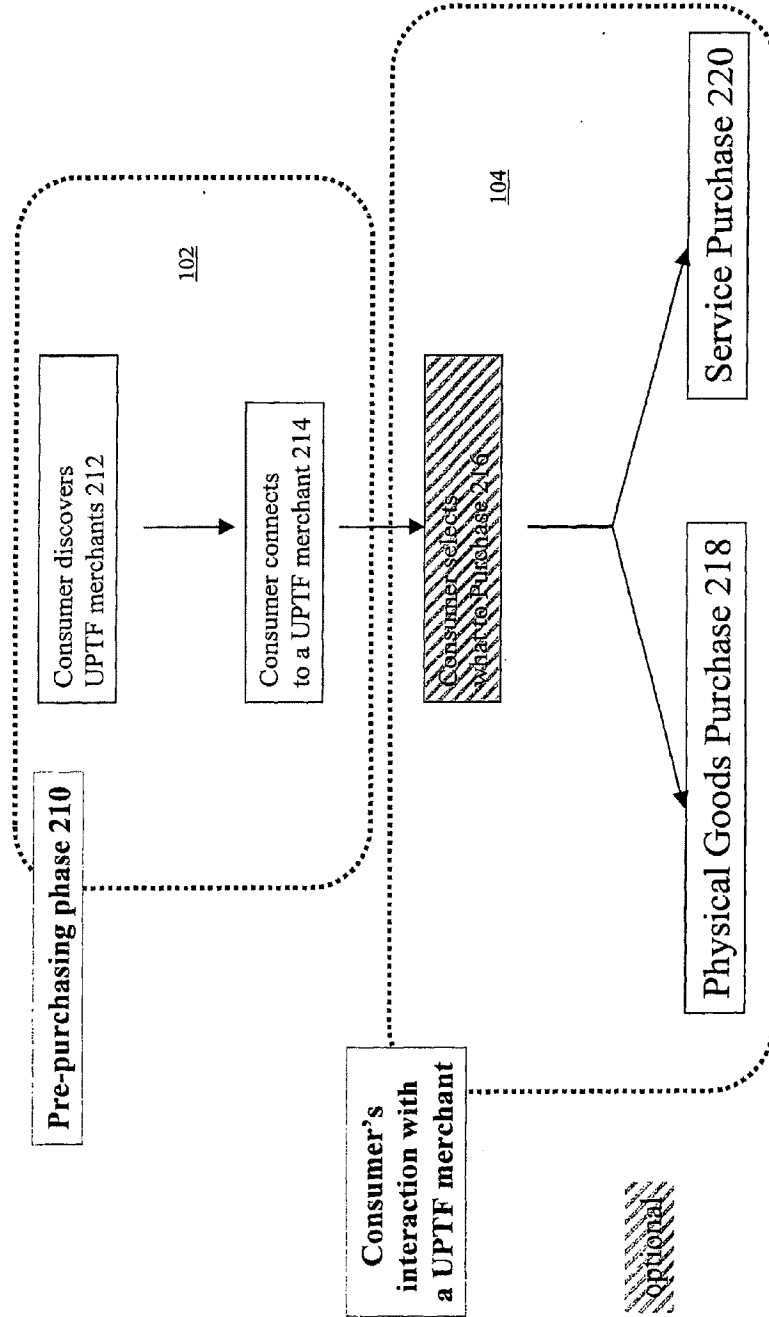 Pre-purchasing phase 210
Consumer discovers
UPTF merchants 212
102
Consumer connects
to a UPTF merchant 214
Consumer's
interaction with
a UPTF merchant
104
Consumer selects
what to Purchase 216
Physical Goods Purchase 218
Service Purchase 220
optional